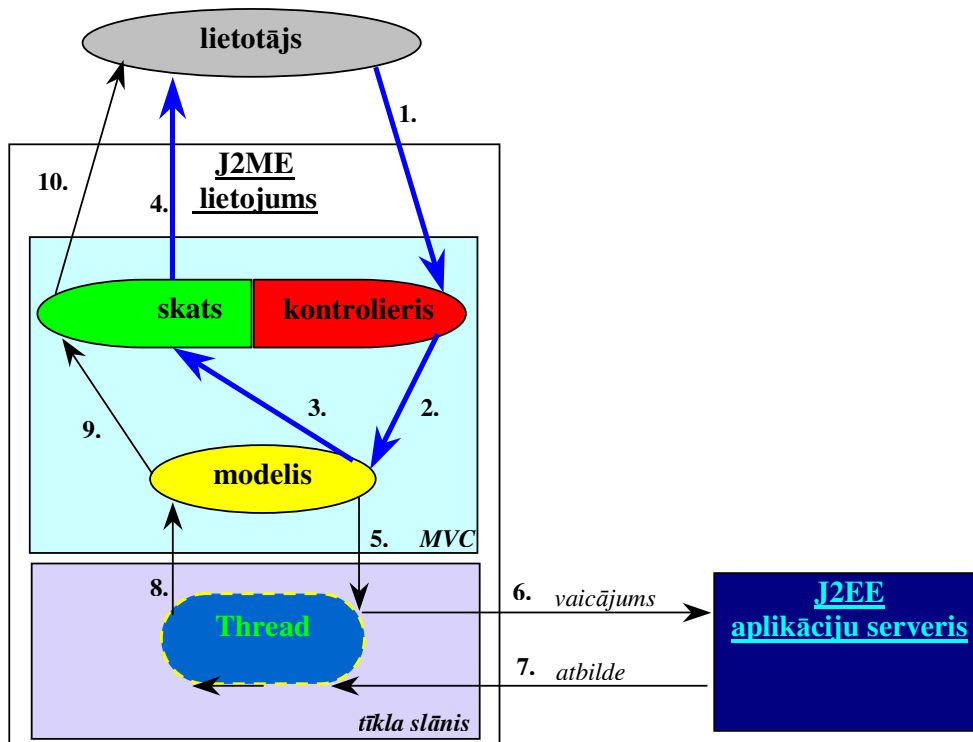 lietotājs
1.
J2ME
lietojums
10.
4.
skats
kontrolieris
3.
2.
9.
modelis
5.
MVC
8.
6.
vaicājums
J2EE
aplikāciju serveris
Thread
7.
atbilde
tīkla slānis